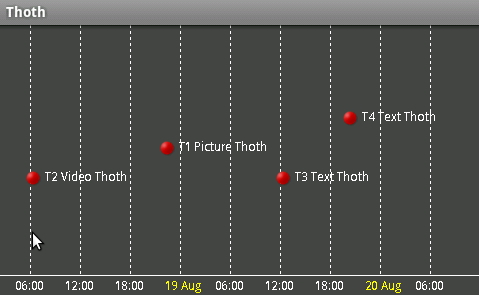 Thoth
T4 Text Thoth
T1 Picture Thoth
T2 Video Thoth
T3 Text Thoth
06:00 12:00 18:00 19 Aug 06:00 12:00 18:00 20 Aug 06:00